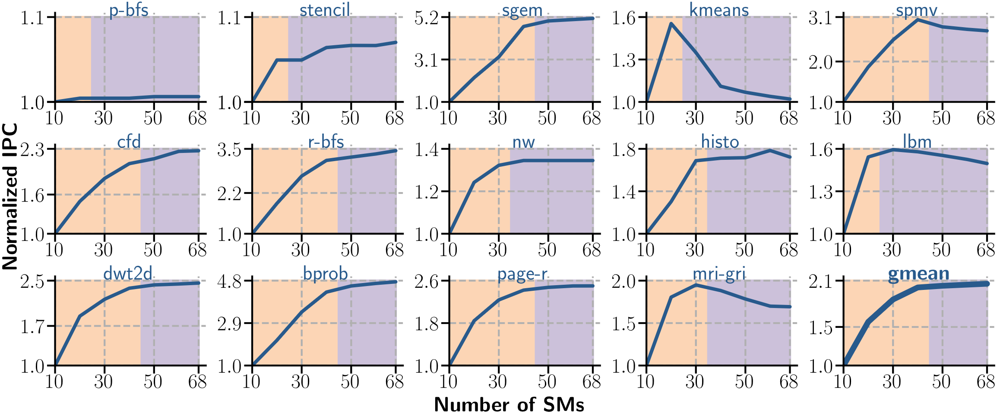 p-bfs stencil sgem kmeans spmv
1.1 1.1 5.2 1.6 3.1
3.1 1.3 2.0
1.0 1.0 1.0 1.0 1.0
10 30 50 68 10 30 50 68 10 30 50 68 10 30 50 68 10 30 50 68
Normalized IPC
cfd r-bfs nw histo lbm
2.3 3.5 1.4 1.8 1.6
1.6 2.2 1.2 1.4 1.3
1.0 1.0 1.0 1.0 1.0
10 30 50 68 10 30 50 68 10 30 50 68 10 30 50 68 10 30 50 68
dwt2d bprob page-r mri-gri gmean
2.5 4.8 2.6 2.0 2.1
1.7 2.9 1.8 1.5 1.5
1.0 1.0 1.0 1.0 1.0
10 30 50 68 10 30 50 68 10 30 50 68 10 30 50 68 10 30 50 68
Number of SMs